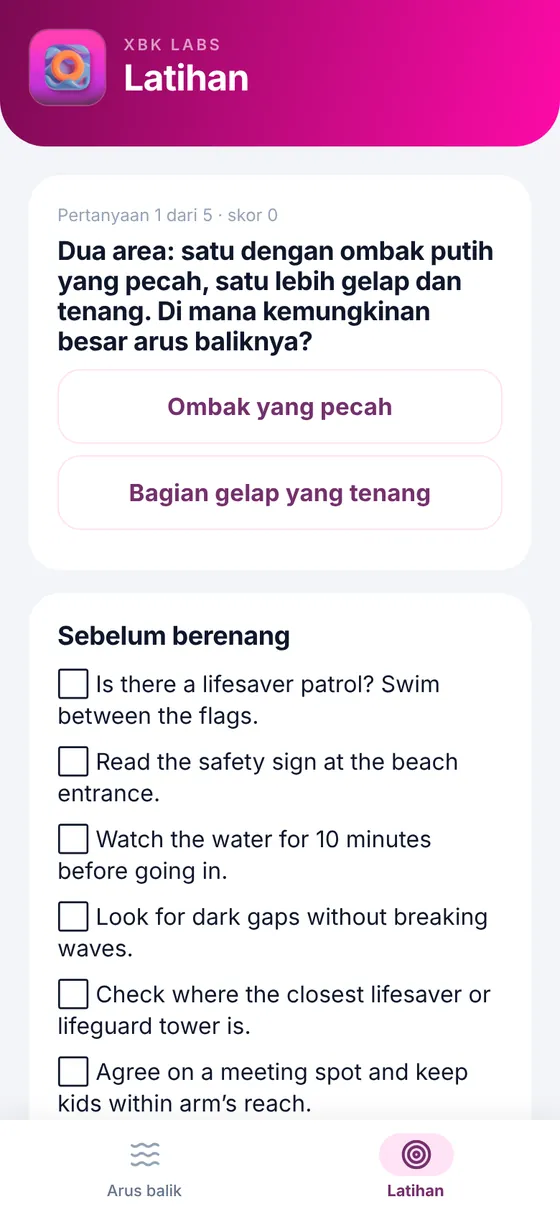 XBK LABS
Latihan
Pertanyaan 1 dari 5 · skor 0
Dua area: satu dengan ombak putih
yang pecah, satu lebih gelap dan
tenang. Di mana kemungkinan
besar arus baliknya?
Ombak yang pecah
Bagian gelap yang tenang
Sebelum berenang
Is there a lifesaver patrol? Swim
between the flags.
Read the safety sign at the beach
entrance.
Watch the water for 10 minutes
before going in.
Look for dark gaps without breaking
waves.
Check where the closest lifesaver or
lifeguard tower is.
Agree on a meeting spot and keep
kids within arm’s reach.
Arus balik
Latihan